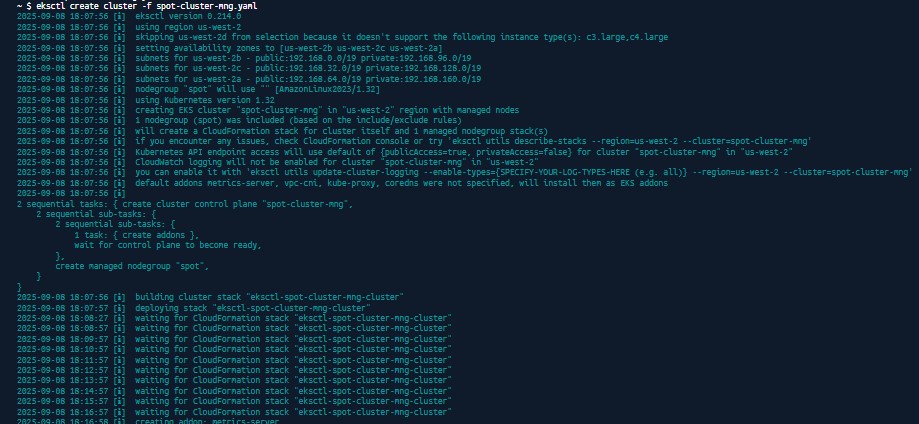 ~ $ eksctl create cluster -f spot-cluster-mng.yaml
2025-09-08 18:07:56 [ℹ]  eksctl version 0.214.0
2025-09-08 18:07:56 [ℹ]  using region us-west-2
2025-09-08 18:07:56 [ℹ]  skipping us-west-2d from selection because it doesn't support the following instance type(s): c3.large,c4.large
2025-09-08 18:07:56 [ℹ]  setting availability zones to [us-west-2b us-west-2c us-west-2a]
2025-09-08 18:07:56 [ℹ]  subnets for us-west-2b - public:192.168.0.0/19 private:192.168.96.0/19
2025-09-08 18:07:56 [ℹ]  subnets for us-west-2c - public:192.168.32.0/19 private:192.168.128.0/19
2025-09-08 18:07:56 [ℹ]  subnets for us-west-2a - public:192.168.64.0/19 private:192.168.160.0/19
2025-09-08 18:07:56 [ℹ]  nodegroup "spot" will use "" [AmazonLinux2023/1.32]
2025-09-08 18:07:56 [ℹ]  using Kubernetes version 1.32
2025-09-08 18:07:56 [ℹ]  creating EKS cluster "spot-cluster-mng" in "us-west-2" region with managed nodes
2025-09-08 18:07:56 [ℹ]  1 nodegroup (spot) was included (based on the include/exclude rules)
2025-09-08 18:07:56 [ℹ]  will create a CloudFormation stack for cluster itself and 1 managed nodegroup stack(s)
2025-09-08 18:07:56 [ℹ]  if you encounter any issues, check CloudFormation console or try 'eksctl utils describe-stacks --region=us-west-2 --cluster=spot-cluster-mng'
2025-09-08 18:07:56 [ℹ]  Kubernetes API endpoint access will use default of {publicAccess=true, privateAccess=false} for cluster "spot-cluster-mng" in "us-west-2"
2025-09-08 18:07:56 [ℹ]  CloudWatch logging will not be enabled for cluster "spot-cluster-mng" in "us-west-2"
2025-09-08 18:07:56 [ℹ]  you can enable it with 'eksctl utils update-cluster-logging --enable-types={SPECIFY-YOUR-LOG-TYPES-HERE (e.g. all)} --region=us-west-2 --cluster=spot-cluster-mng'
2025-09-08 18:07:56 [ℹ]  default addons metrics-server, vpc-cni, kube-proxy, coredns were not specified, will install them as EKS addons
2025-09-08 18:07:56 [ℹ]
2 sequential tasks: { create cluster control plane "spot-cluster-mng",
    2 sequential sub-tasks: {
        2 sequential sub-tasks: {
            1 task: { create addons },
            wait for control plane to become ready,
        },
        create managed nodegroup "spot",
    }
}
2025-09-08 18:07:56 [ℹ]  building cluster stack "eksctl-spot-cluster-mng-cluster"
2025-09-08 18:07:57 [ℹ]  deploying stack "eksctl-spot-cluster-mng-cluster"
2025-09-08 18:08:27 [ℹ]  waiting for CloudFormation stack "eksctl-spot-cluster-mng-cluster"
2025-09-08 18:08:57 [ℹ]  waiting for CloudFormation stack "eksctl-spot-cluster-mng-cluster"
2025-09-08 18:09:57 [ℹ]  waiting for CloudFormation stack "eksctl-spot-cluster-mng-cluster"
2025-09-08 18:10:57 [ℹ]  waiting for CloudFormation stack "eksctl-spot-cluster-mng-cluster"
2025-09-08 18:11:57 [ℹ]  waiting for CloudFormation stack "eksctl-spot-cluster-mng-cluster"
2025-09-08 18:12:57 [ℹ]  waiting for CloudFormation stack "eksctl-spot-cluster-mng-cluster"
2025-09-08 18:13:57 [ℹ]  waiting for CloudFormation stack "eksctl-spot-cluster-mng-cluster"
2025-09-08 18:14:57 [ℹ]  waiting for CloudFormation stack "eksctl-spot-cluster-mng-cluster"
2025-09-08 18:15:57 [ℹ]  waiting for CloudFormation stack "eksctl-spot-cluster-mng-cluster"
2025-09-08 18:16:57 [ℹ]  waiting for CloudFormation stack "eksctl-spot-cluster-mng-cluster"
2025-09-08 18:16:58 [ℹ]  creating addon: metrics-server